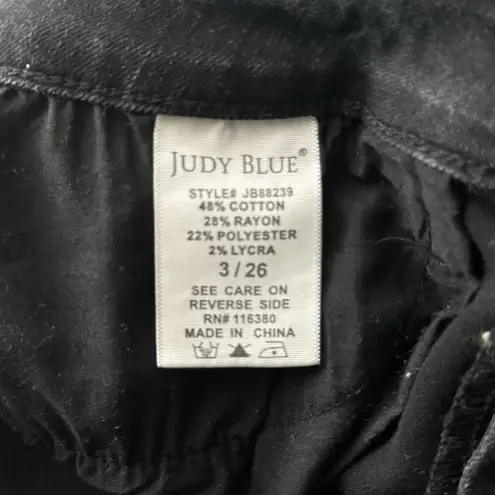 JUDY BLUE®
STYLE# JB88239
48% COTTON
28% RAYON
22% POLYESTER
2% LYCRA
3 / 26
SEE CARE ON
REVERSE SIDE
RN# 116380
MADE IN CHINA